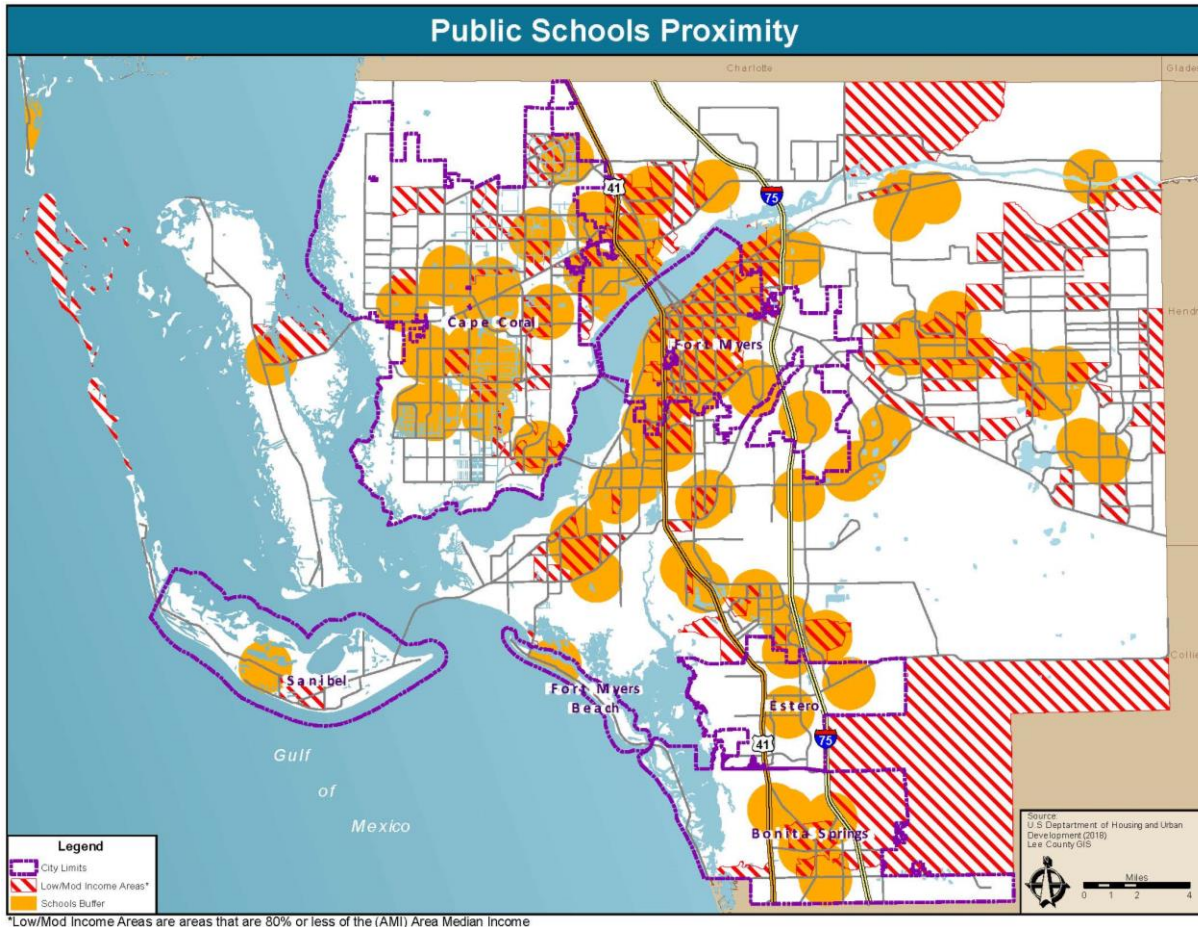 Public Schools Proximity
Charlotte
Glades
41
75
Hendr
Cape Coral
Fort Myers
Collie
Sanibel
Fort Myers
Beach
Estero
41
75
Gulf
of
Mexico
Bonita Springs
Legend
City Limits
Low/Mod Income Areas*
Schools Buffer
Source:
U.S Deptartment of Housing and Urban
Development (2018)
Lee County GIS
Miles
0 1 2 4
*Low/Mod Income Areas are areas that are 80% or less of the (AMI) Area Median Income